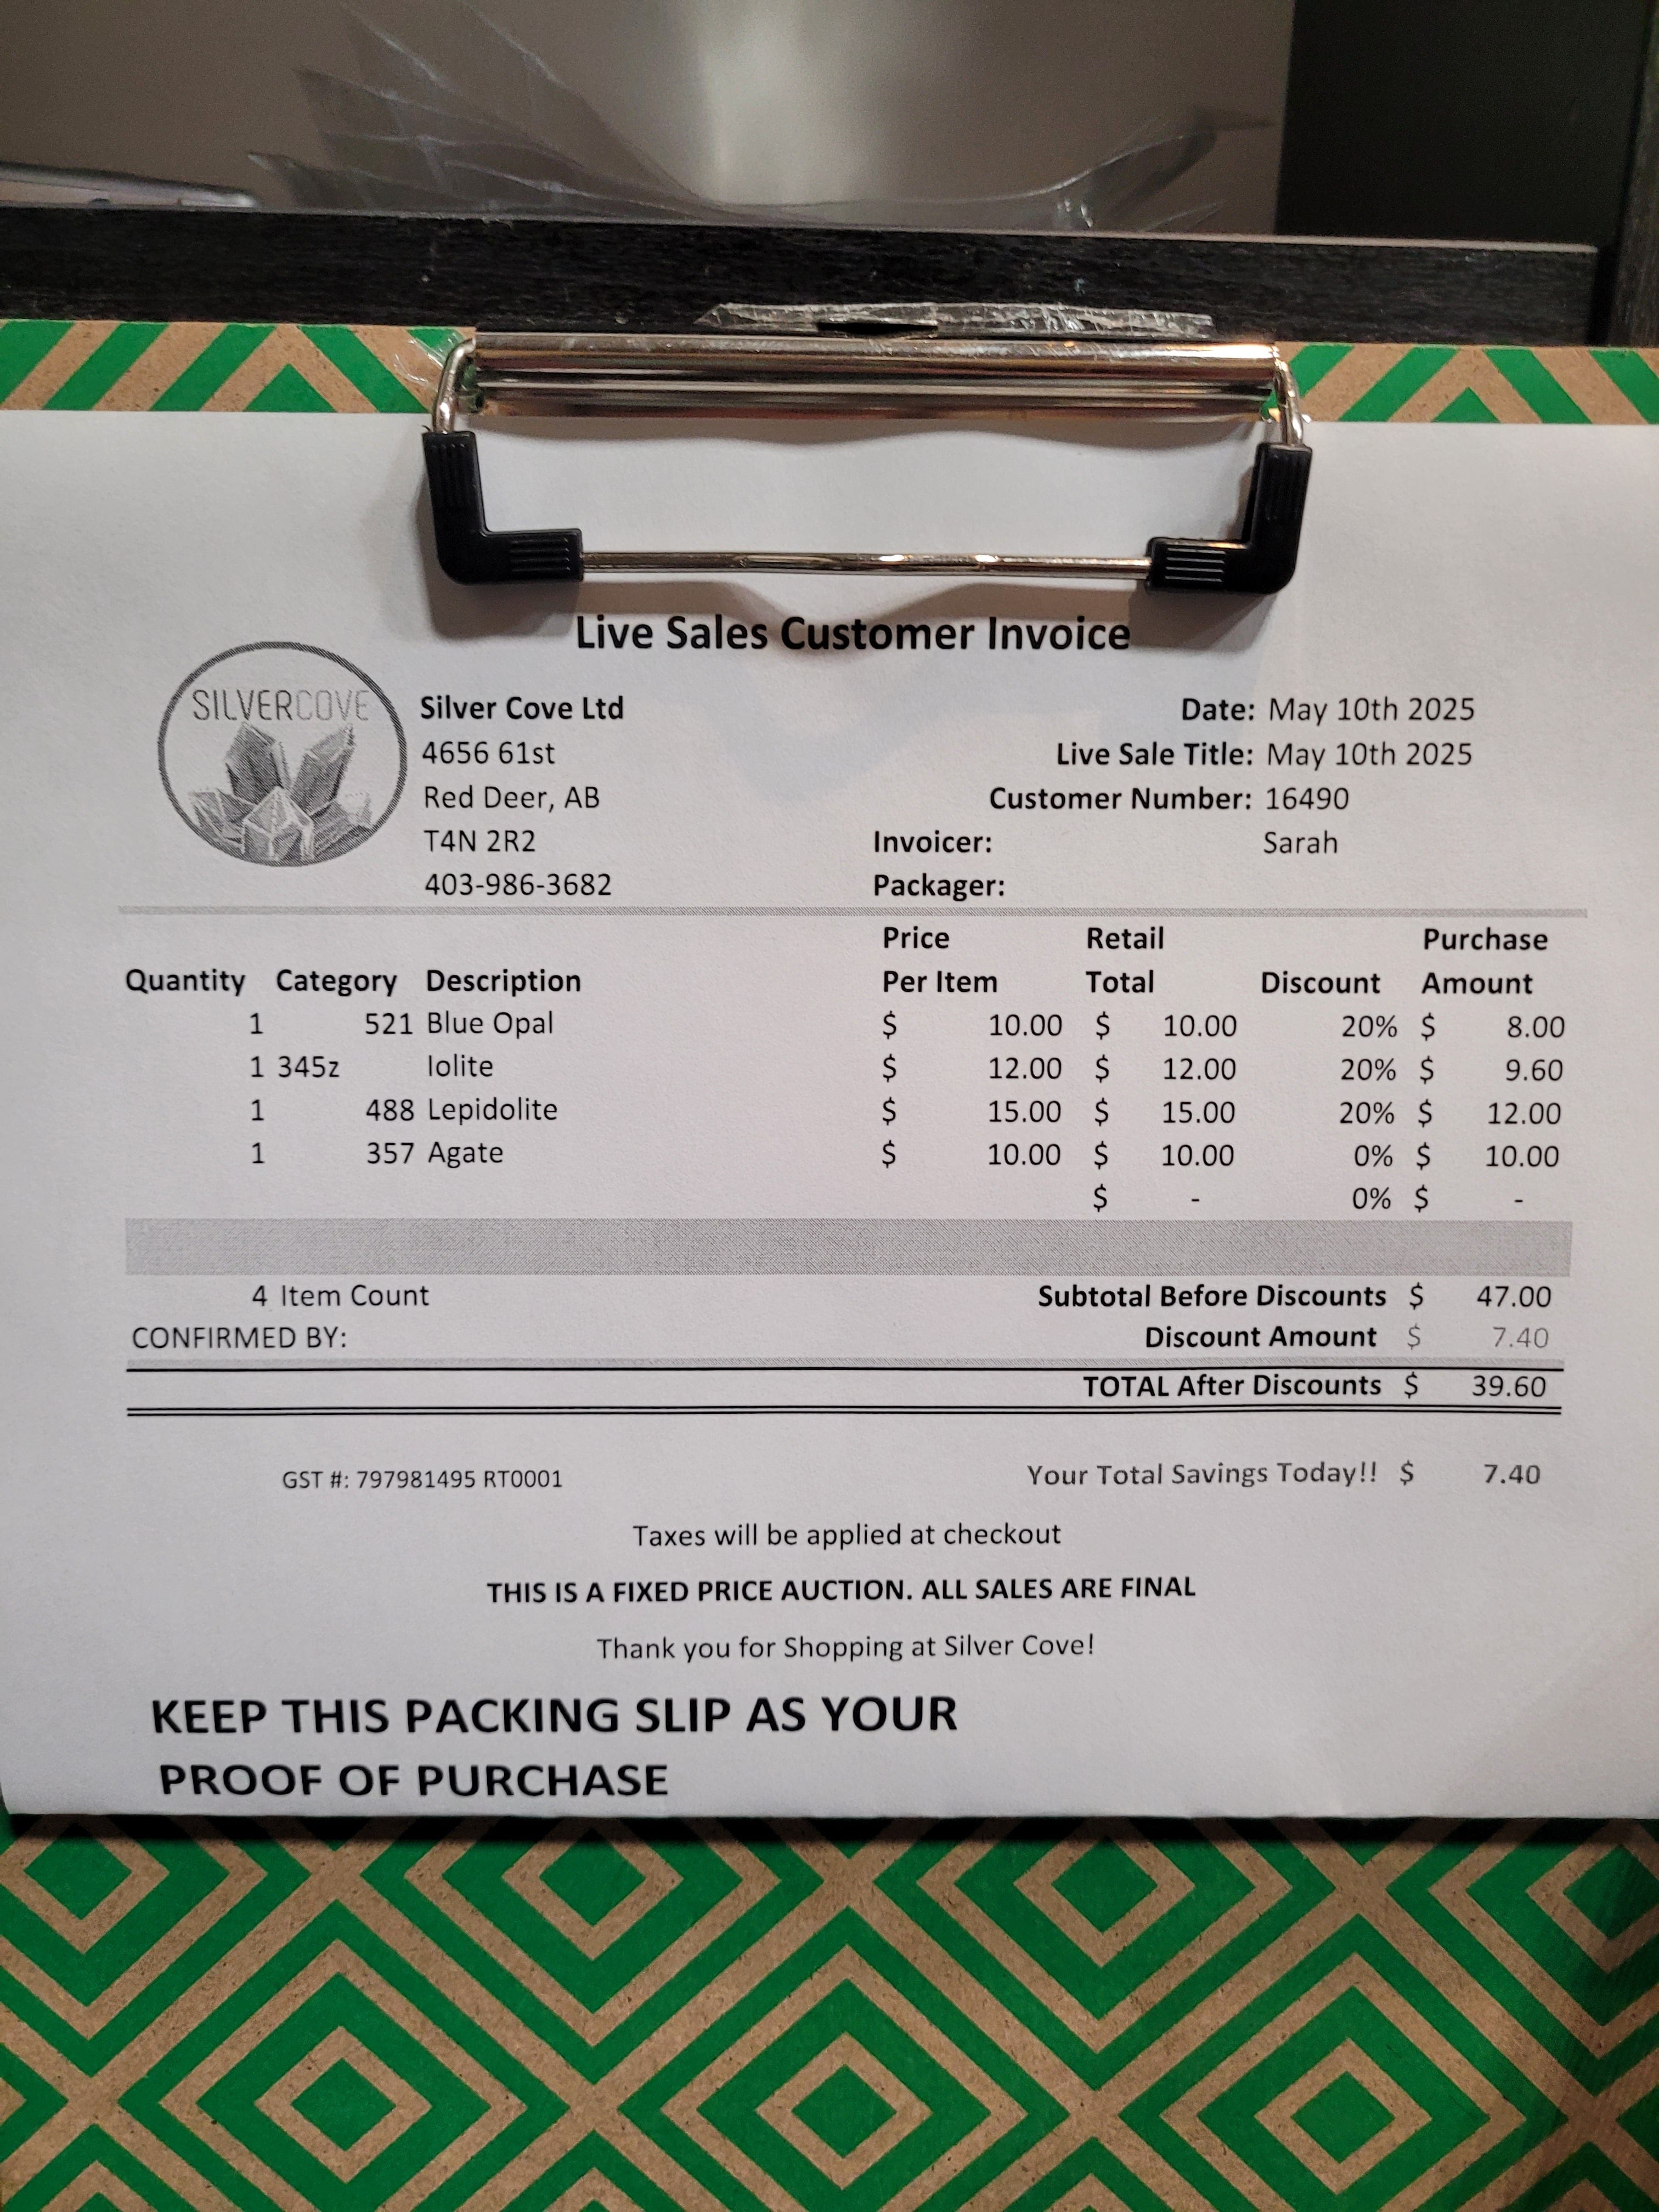 Live Sales Customer Invoice
SILVERCOVE
Silver Cove Ltd
4656 61st
Red Deer, AB
T4N 2R2
403-986-3682
Date: May 10th 2025
Live Sale Title: May 10th 2025
Customer Number: 16490
Invoicer: Sarah
Packager:
Price Retail Purchase
Quantity Category Description Per Item Total Discount Amount
1 521 Blue Opal $ 10.00 $ 10.00 20% $ 8.00
1 345z Iolite $ 12.00 $ 12.00 20% $ 9.60
1 488 Lepidolite $ 15.00 $ 15.00 20% $ 12.00
1 357 Agate $ 10.00 $ 10.00 0% $ 10.00
$ - 0% $ -
4 Item Count Subtotal Before Discounts $ 47.00
CONFIRMED BY: Discount Amount $ 7.40
TOTAL After Discounts $ 39.60
GST #: 797981495 RT0001 Your Total Savings Today!! $ 7.40
Taxes will be applied at checkout
THIS IS A FIXED PRICE AUCTION. ALL SALES ARE FINAL
Thank you for Shopping at Silver Cove!
KEEP THIS PACKING SLIP AS YOUR
PROOF OF PURCHASE